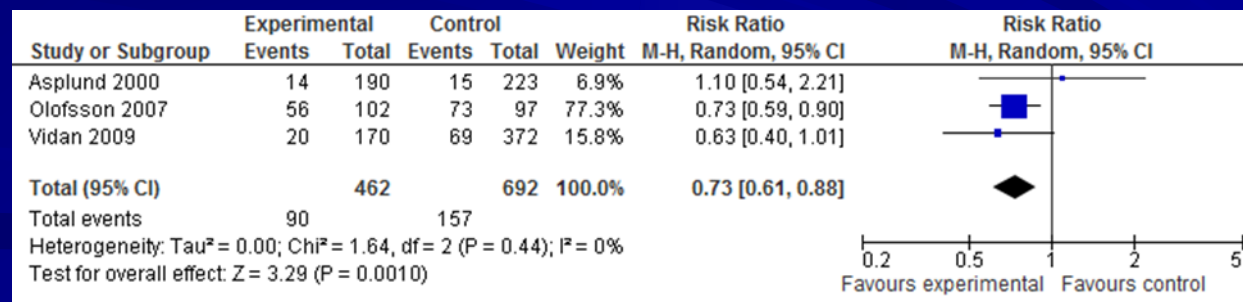 Experimental Control Risk Ratio Risk Ratio
Study or Subgroup Events Total Events Total Weight M-H, Random, 95% CI M-H, Random, 95% CI
Asplund 2000 14 190 15 223 6.9% 1.10 [0.54, 2.21]
Olofsson 2007 56 102 73 97 77.3% 0.73 [0.59, 0.90]
Vidan 2009 20 170 69 372 15.8% 0.63 [0.40, 1.01]
Total (95% CI) 462 692 100.0% 0.73 [0.61, 0.88]
Total events 90 157
Heterogeneity: Tau² = 0.00; Chi² = 1.64, df = 2 (P = 0.44); I² = 0%
Test for overall effect: Z = 3.29 (P = 0.0010)
0.2 0.5 1 2 5
Favours experimental Favours control